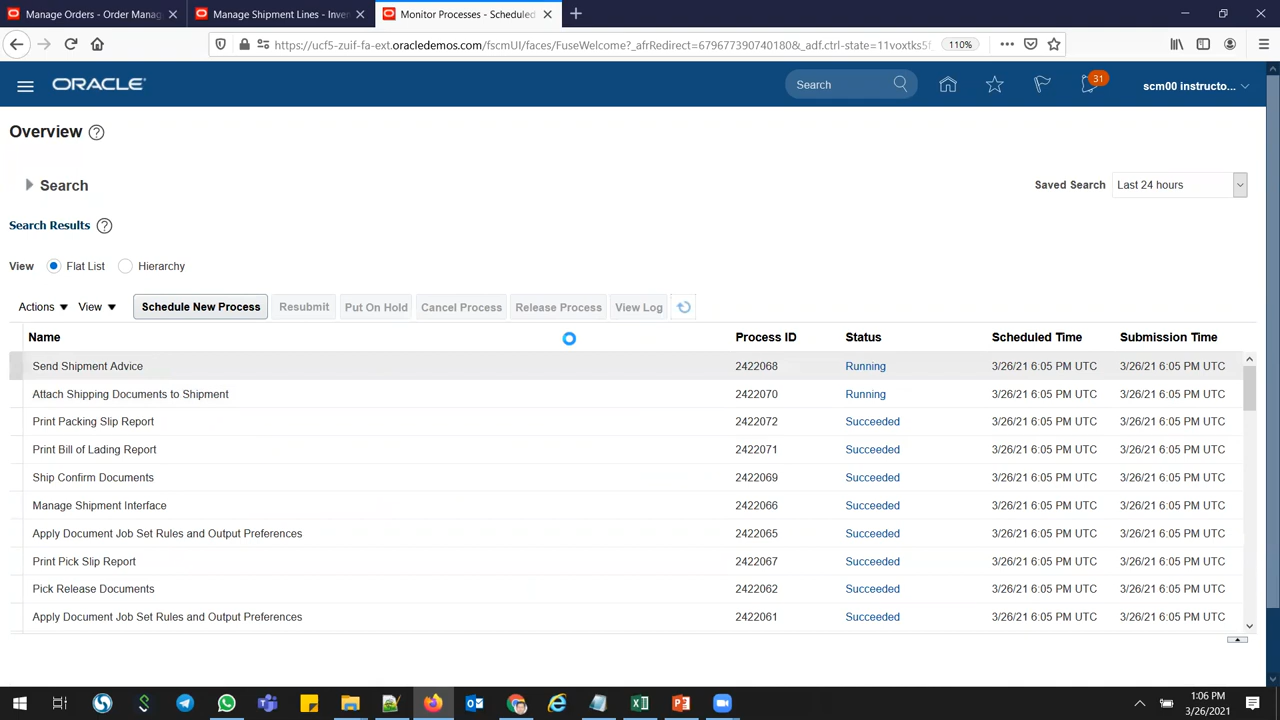 Manage Orders - Order Manag
Manage Shipment Lines - Inven
Monitor Processes - Scheduled
https://ucf5-zuif-fa-ext.oracledemos.com/fscmUI/faces/FuseWelcome?_afrRedirect=679677390740180&_adf.ctrl-state=11voxtks5f
110%
ORACLE
Search
31
scm00 instructo...
Overview
Search
Saved Search Last 24 hours
Search Results
View Flat List Hierarchy
Actions View Schedule New Process Resubmit Put On Hold Cancel Process Release Process View Log
Name Process ID Status Scheduled Time Submission Time
Send Shipment Advice 2422068 Running 3/26/21 6:05 PM UTC 3/26/21 6:05 PM UTC
Attach Shipping Documents to Shipment 2422070 Running 3/26/21 6:05 PM UTC 3/26/21 6:05 PM UTC
Print Packing Slip Report 2422072 Succeeded 3/26/21 6:05 PM UTC 3/26/21 6:05 PM UTC
Print Bill of Lading Report 2422071 Succeeded 3/26/21 6:05 PM UTC 3/26/21 6:05 PM UTC
Ship Confirm Documents 2422069 Succeeded 3/26/21 6:05 PM UTC 3/26/21 6:05 PM UTC
Manage Shipment Interface 2422066 Succeeded 3/26/21 6:05 PM UTC 3/26/21 6:05 PM UTC
Apply Document Job Set Rules and Output Preferences 2422065 Succeeded 3/26/21 6:05 PM UTC 3/26/21 6:05 PM UTC
Print Pick Slip Report 2422067 Succeeded 3/26/21 6:05 PM UTC 3/26/21 6:05 PM UTC
Pick Release Documents 2422062 Succeeded 3/26/21 6:05 PM UTC 3/26/21 6:05 PM UTC
Apply Document Job Set Rules and Output Preferences 2422061 Succeeded 3/26/21 6:05 PM UTC 3/26/21 6:05 PM UTC
1:06 PM
3/26/2021